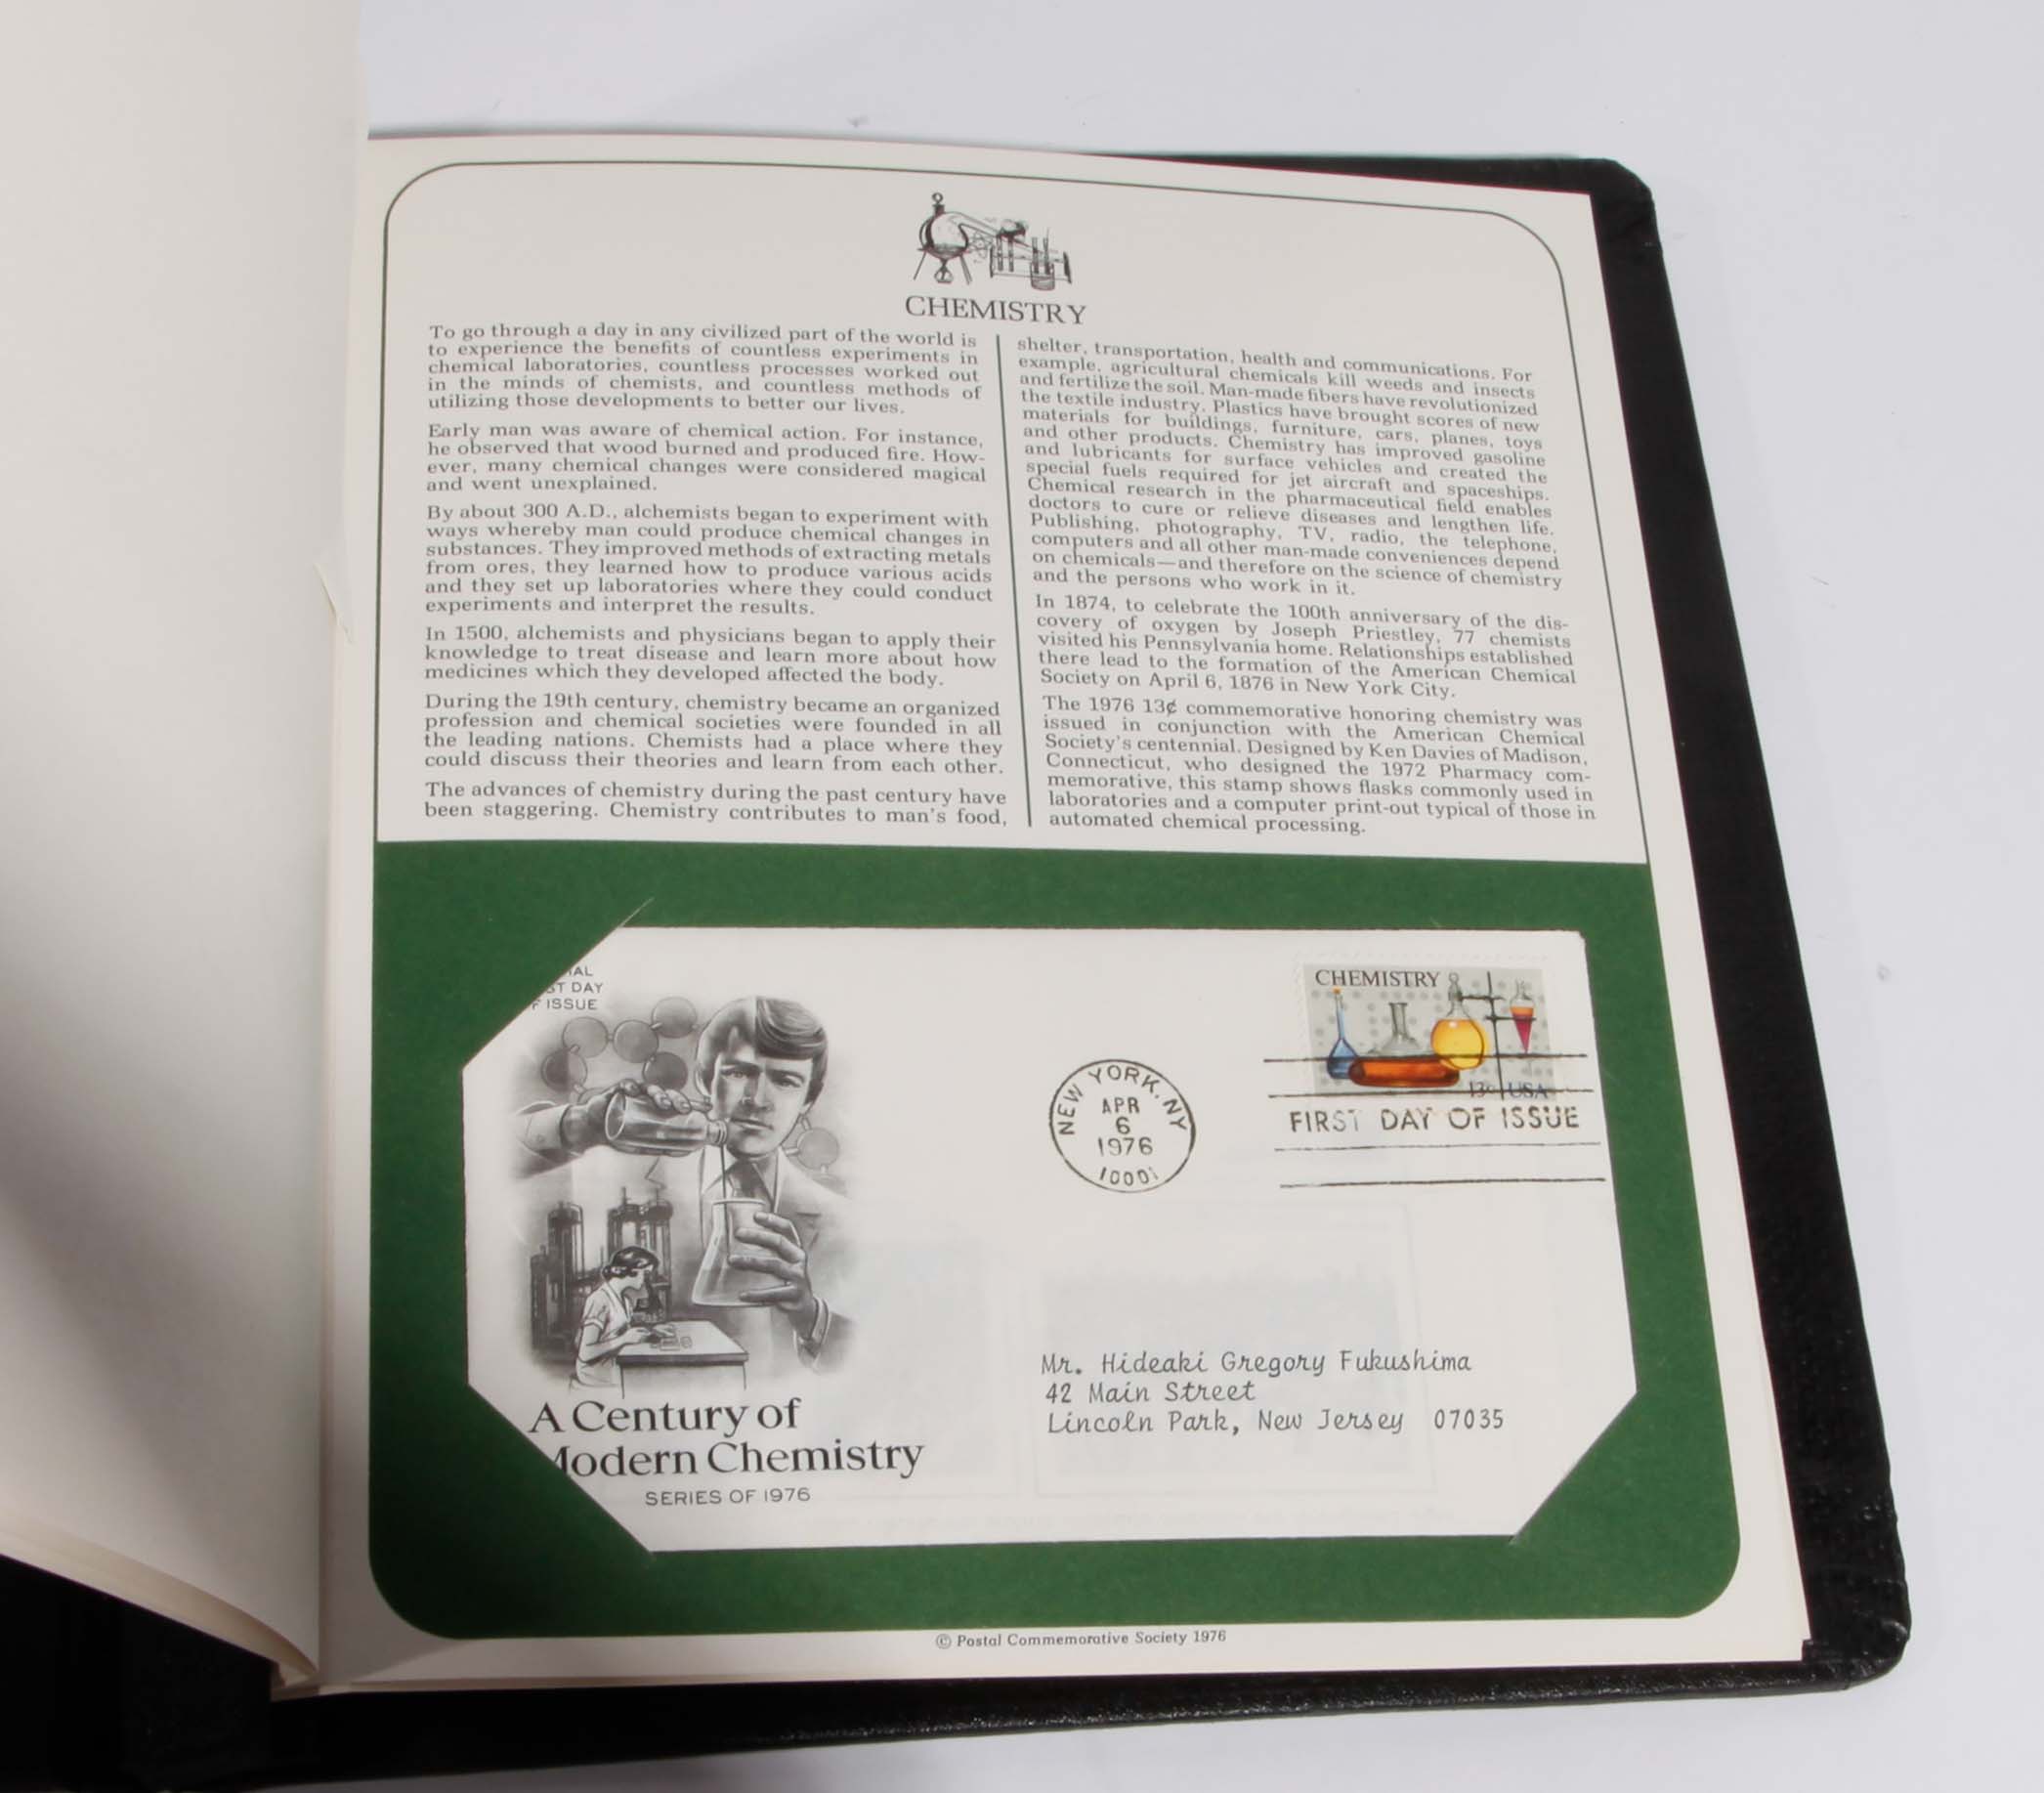 CHEMISTRY
To go through a day in any civilized part of the world is
to experience the benefits of countless experiments in
chemical laboratories, countless processes worked out
in the minds of chemists, and countless methods of
utilizing those developments to better our lives.
Early man was aware of chemical action. For instance,
he observed that wood burned and produced fire. How-
ever, many chemical changes were considered magical
and went unexplained.
By about 300 A.D., alchemists began to experiment with
ways whereby man could produce chemical changes in
substances. They improved methods of extracting metals
from ores, they learned how to produce various acids
and they set up laboratories where they could conduct
experiments and interpret the results.
In 1500, alchemists and physicians began to apply their
knowledge to treat disease and learn more about how
medicines which they developed affected the body.
During the 19th century, chemistry became an organized
profession and chemical societies were founded in all
the leading nations. Chemists had a place where they
could discuss their theories and learn from each other.
The advances of chemistry during the past century have
been staggering. Chemistry contributes to man's food,
shelter, transportation, health and communications. For
example, agricultural chemicals kill weeds and insects
and fertilize the soil. Man-made fibers have revolutionized
the textile industry. Plastics have brought scores of new
materials for buildings, furniture, cars, planes, toys
and other products. Chemistry has improved gasoline
and lubricants for surface vehicles and created the
special fuels required for jet aircraft and spaceships.
Chemical research in the pharmaceutical field enables
doctors to cure or relieve diseases and lengthen life.
Publishing, photography, TV, radio, the telephone,
computers and all other man-made conveniences depend
on chemicals—and therefore on the science of chemistry
and the persons who work in it.
In 1874, to celebrate the 100th anniversary of the dis-
covery of oxygen by Joseph Priestley, 77 chemists
visited his Pennsylvania home. Relationships established
there lead to the formation of the American Chemical
Society on April 6, 1876 in New York City.
The 1976 13¢ commemorative honoring chemistry was
issued in conjunction with the American Chemical
Society's centennial. Designed by Ken Davies of Madison,
Connecticut, who designed the 1972 Pharmacy com-
memorative, this stamp shows flasks commonly used in
laboratories and a computer print-out typical of those in
automated chemical processing.
IAL
ST DAY
F ISSUE
CHEMISTRY
13c USA
NEW YORK, NY
APR
6
1976
10001
FIRST DAY OF ISSUE
Mr. Hideaki Gregory Fukushima
42 Main Street
Lincoln Park, New Jersey 07035
A Century of
Modern Chemistry
SERIES OF 1976
© Postal Commemorative Society 1976